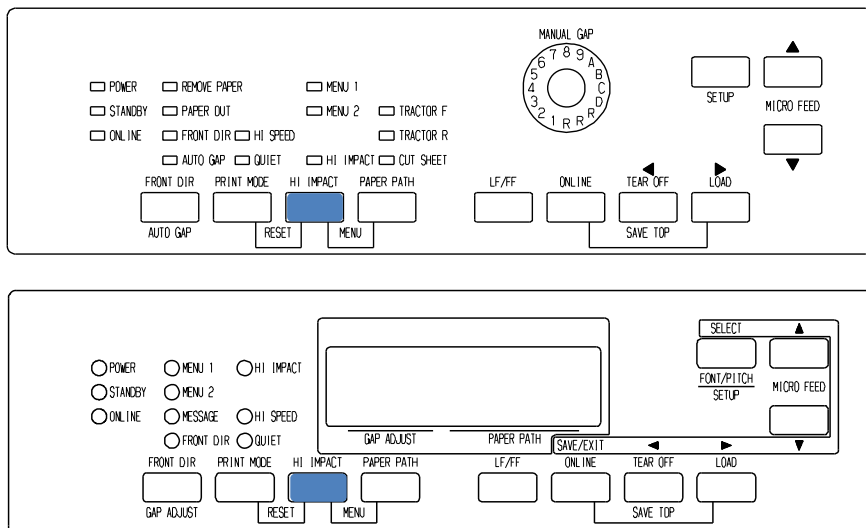 MANUAL GAP
1 2 3 4 5 6 7 8 9 A B C D R R R
POWER REMOVE PAPER MENU 1
SETUP
STANDBY PAPER OUT MENU 2 TRACTOR F
MICRO FEED
ONLINE FRONT DIR HI SPEED TRACTOR R
AUTO GAP QUIET HI IMPACT CUT SHEET
FRONT DIR PRINT MODE HI IMPACT PAPER PATH LF/FF ONLINE TEAR OFF LOAD
AUTO GAP RESET MENU SAVE TOP
SELECT
POWER MENU 1 HI IMPACT
FONT/PITCH
SETUP
MICRO FEED
STANDBY MENU 2
ONLINE MESSAGE HI SPEED
FRONT DIR QUIET GAP ADJUST PAPER PATH SAVE/EXIT
FRONT DIR PRINT MODE HI IMPACT PAPER PATH LF/FF ONLINE TEAR OFF LOAD
GAP ADJUST RESET MENU SAVE TOP